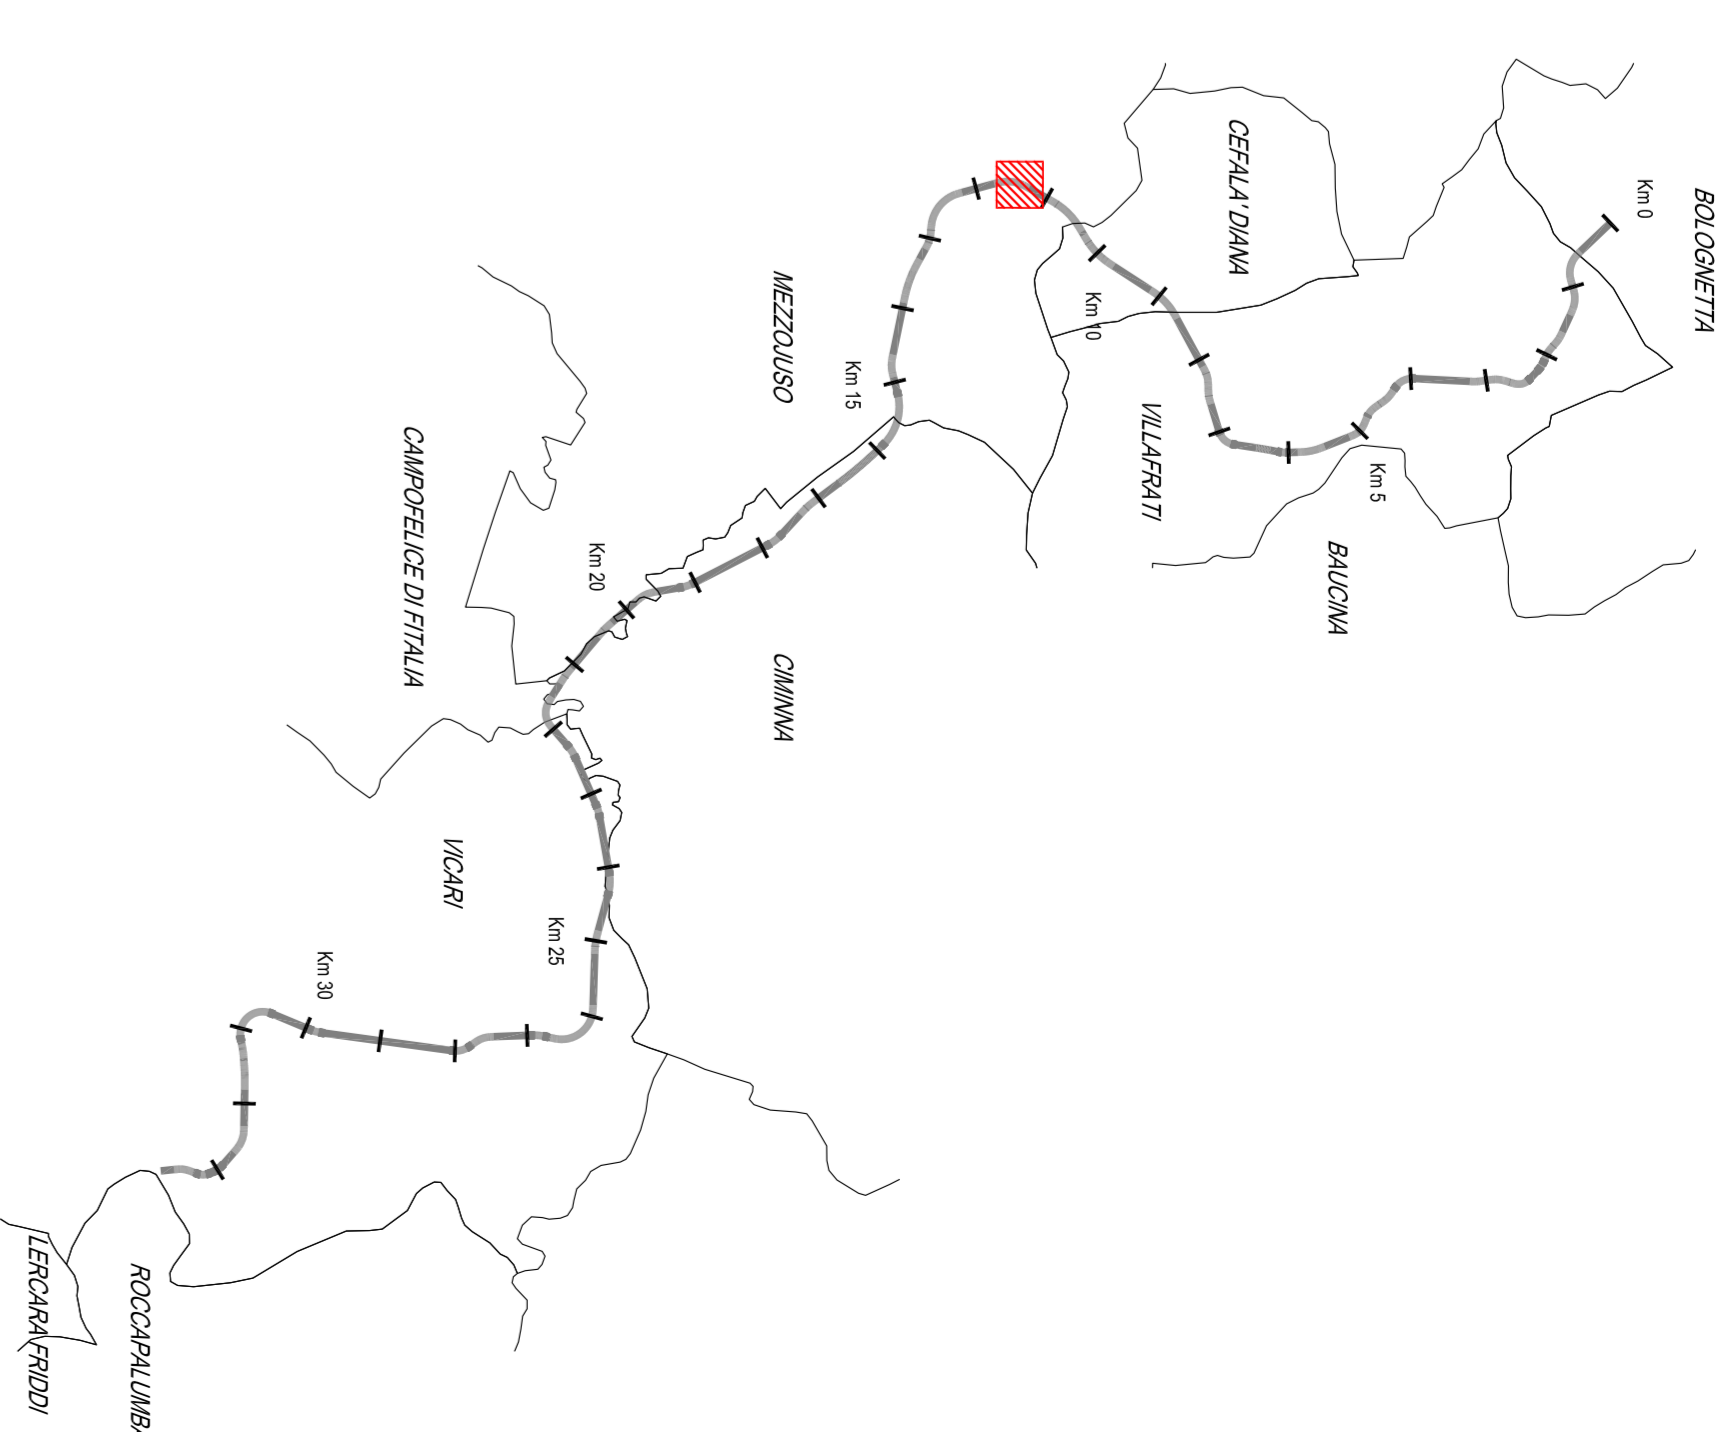 BOLOGNETTA
Km 0
CEFALA' DIANA
Km 10
VILLAFRATI
Km 5
BAUCINA
MEZZOJUSO
Km 15
CAMPOFELICE DI FITALIA
Km 20
CIMINNA
VICARI
Km 25
Km 30
ROCCAPALUMBA
LERCARA FRIDDI